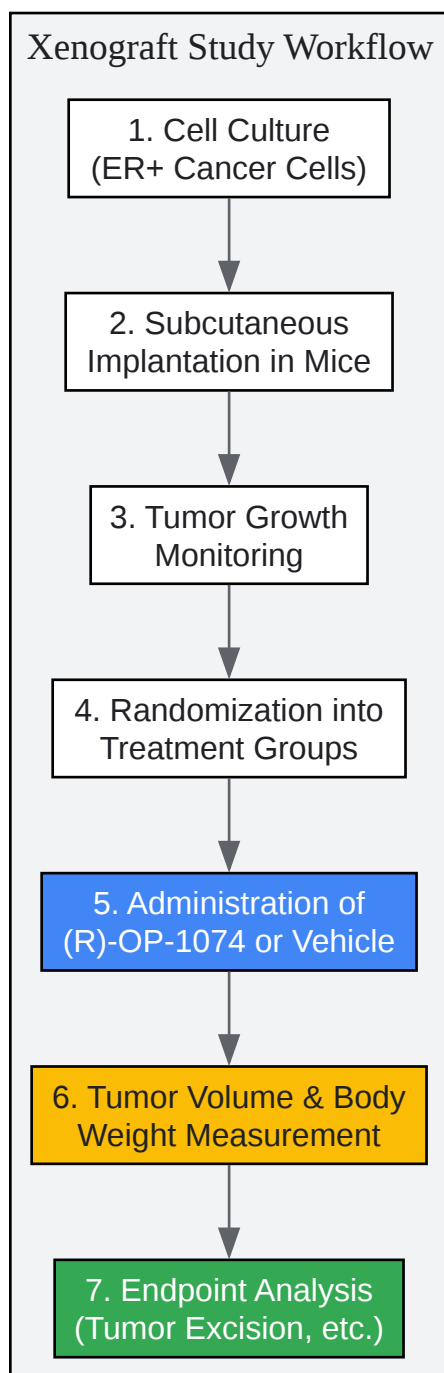 Xenograft Study Workflow
1. Cell Culture
(ER+ Cancer Cells)
2. Subcutaneous
Implantation in Mice
3. Tumor Growth
Monitoring
4. Randomization into
Treatment Groups
5. Administration of
(R)-OP-1074 or Vehicle
6. Tumor Volume & Body
Weight Measurement
7. Endpoint Analysis
(Tumor Excision, etc.)